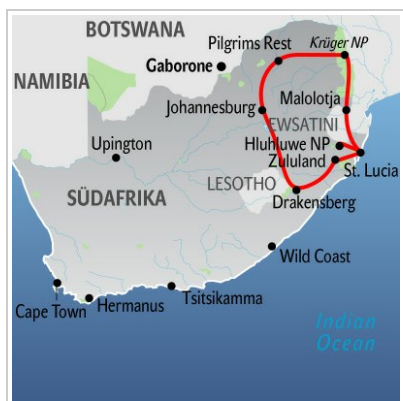 BOTSWANA
Pilgrims Rest
Krüger NP
Gaborone
NAMIBIA
Johannesburg
Malolotja
EWSATINI
Upington
Hluhluwe NP
Zululand
St. Lucia
LESOTHO
SÜDAFRIKA
Drakensberg
Wild Coast
Tsitsikamma
Cape Town
Hermanus
Indian
Ocean